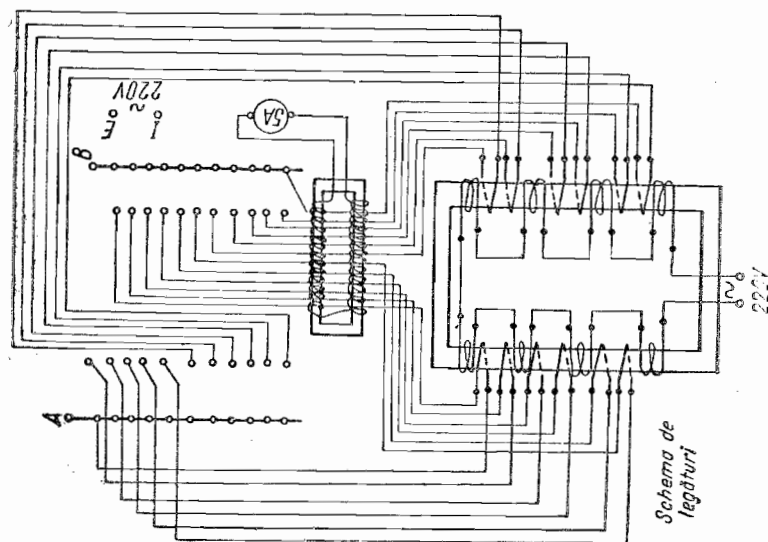 220V
~
I E
5A
B
A
~
220V
Schema de
legături